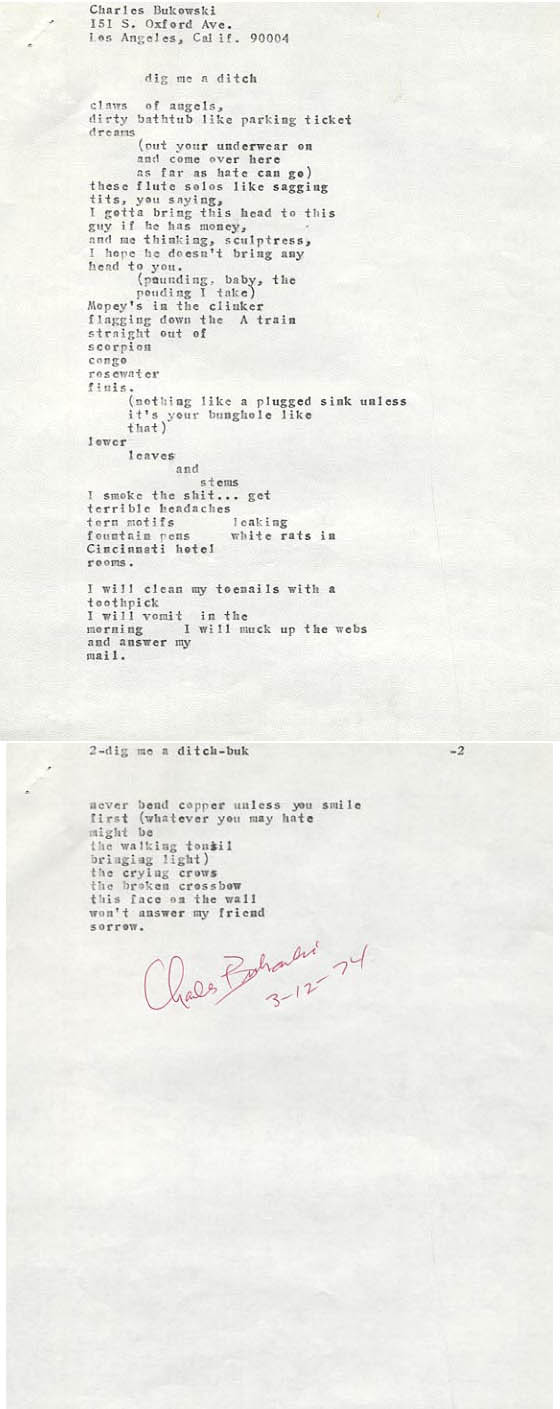 Charles Bukowski
151 S. Oxford Ave.
Los Angeles, Calif. 90004
dig me a ditch
claws of angels,
dirty bathtub like parking ticket
dreams
(put your underwear on
and come over here
as far as hate can go)
these flute solos like sagging
tits, you saying,
I gotta bring this head to this
guy if he has money,
and me thinking, sculptress,
I hope he doesn't bring any
head to you.
(pounding, baby, the
pouding I take)
Mopey's in the clinker
flagging down the A train
straight out of
scorpion
congo
rosewater
finis.
(nothing like a plugged sink unless
it's your bunghole like
that)
lower
leaves
and
stems
I smoke the shit... get
terrible headaches
torn motifs leaking
fountain pens white rats in
Cincinnati hotel
rooms.
I will clean my toenails with a
toothpick
I will vomit in the
morning I will muck up the webs
and answer my
mail.
2-dig me a ditch-buk -2
never bend copper unless you smile
first (whatever you may hate
might be
the walking tonsil
bringing light)
the crying crows
the broken crossbow
this face on the wall
won't answer my friend
sorrow.
Charles Bukowski
3-12-74